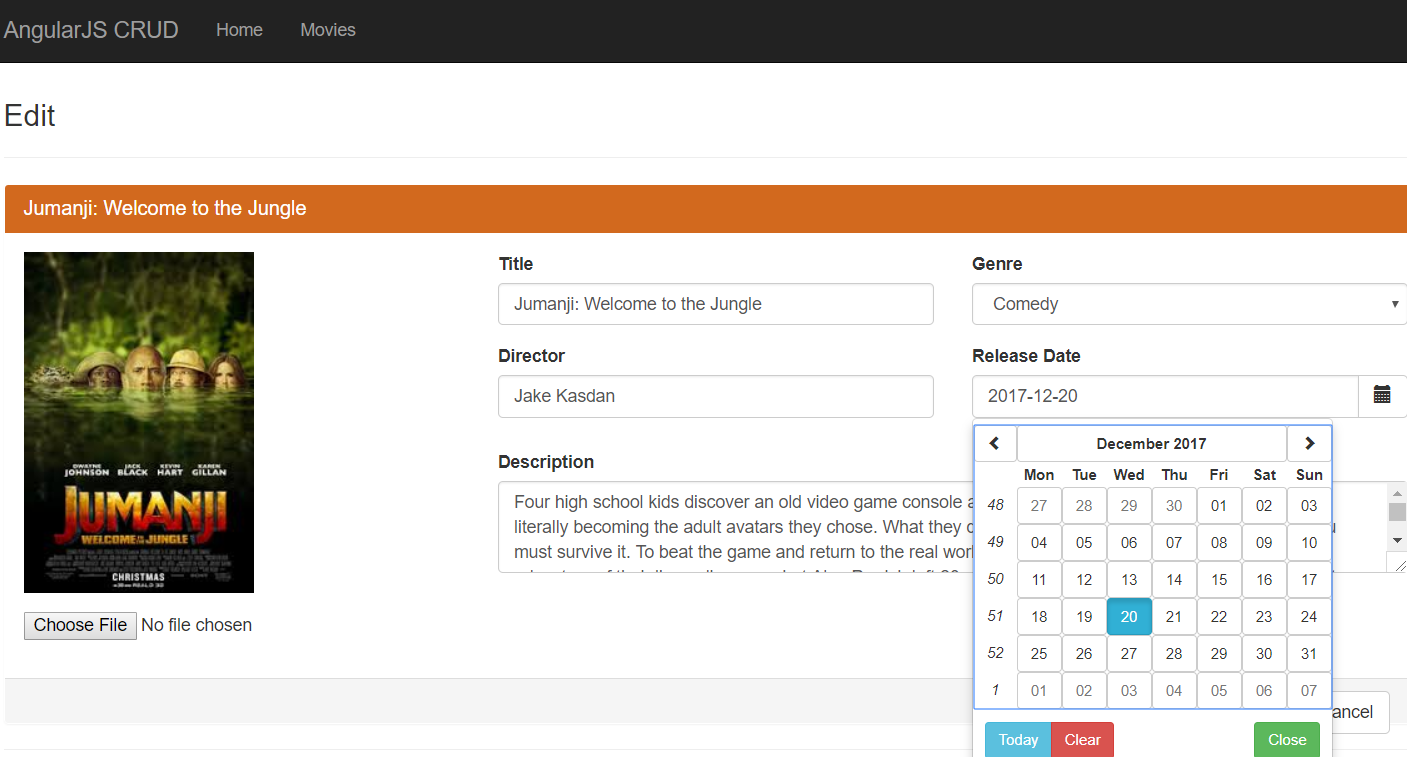 AngularJS CRUD Home Movies
Edit
Jumanji: Welcome to the Jungle
DWAYNE JOHNSON JACK BLACK KEVIN HART KAREN GILLAN
JUMANJI
WELCOME TO THE JUNGLE
CHRISTMAS
Choose File No file chosen
Title
Jumanji: Welcome to the Jungle
Genre
Comedy
Director
Jake Kasdan
Release Date
2017-12-20
Description
Four high school kids discover an old video game console a
literally becoming the adult avatars they chose. What they
must survive it. To beat the game and return to the real worl
December 2017
Mon Tue Wed Thu Fri Sat Sun
48 27 28 29 30 01 02 03
49 04 05 06 07 08 09 10
50 11 12 13 14 15 16 17
51 18 19 20 21 22 23 24
52 25 26 27 28 29 30 31
1 01 02 03 04 05 06 07
Today Clear Close
ancel